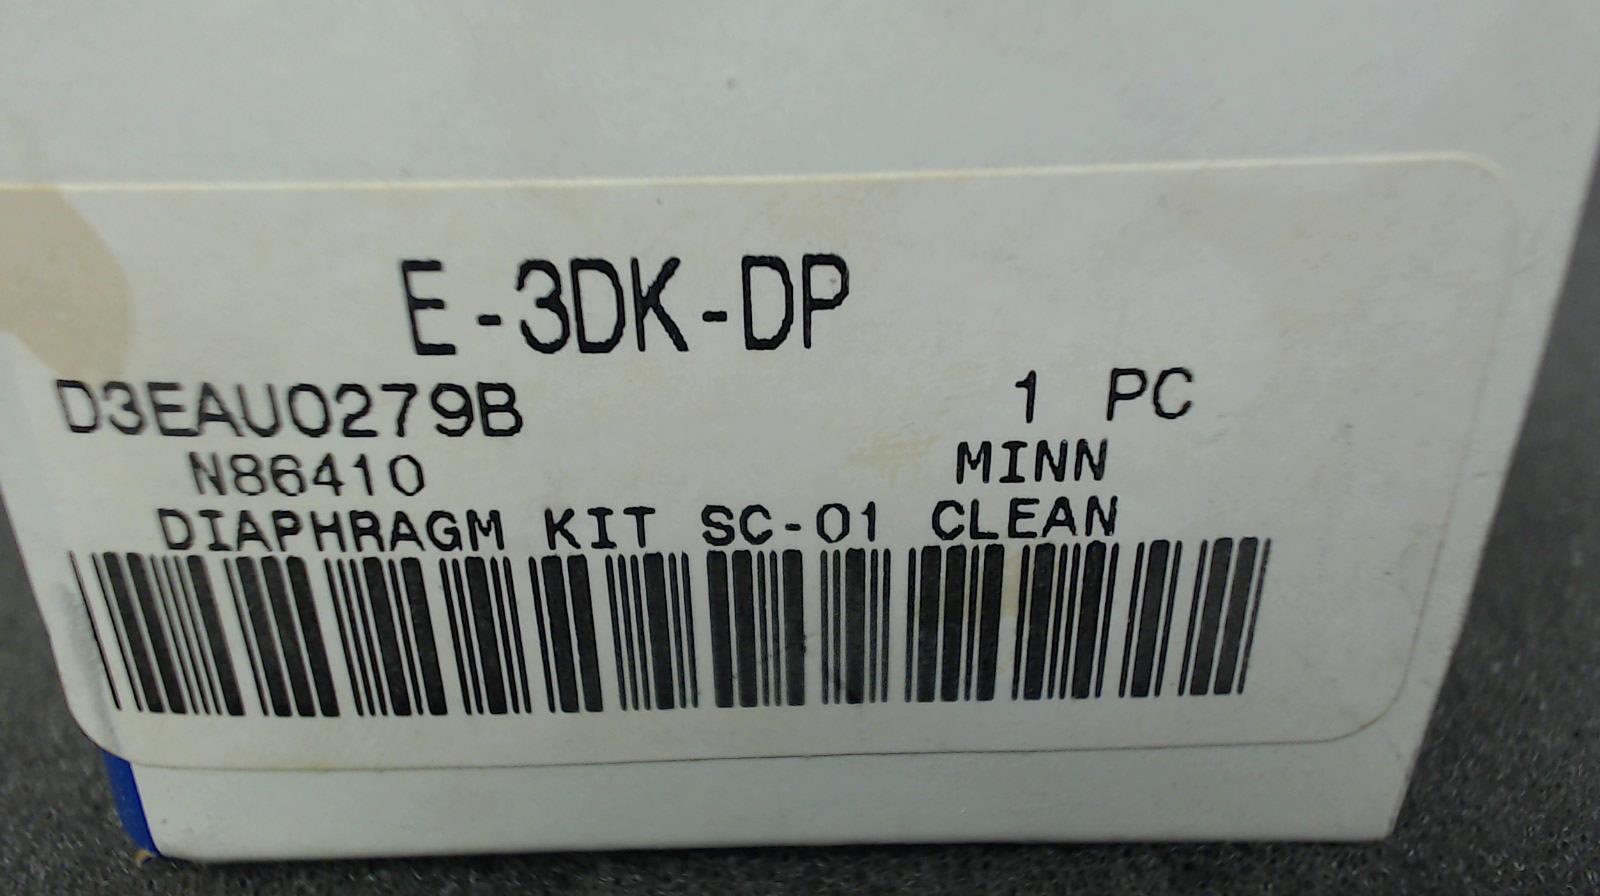 E-3DK-DP
D3EAU0279B 1 PC
N86410 MINN
DIAPHRAGM KIT SC-01 CLEAN